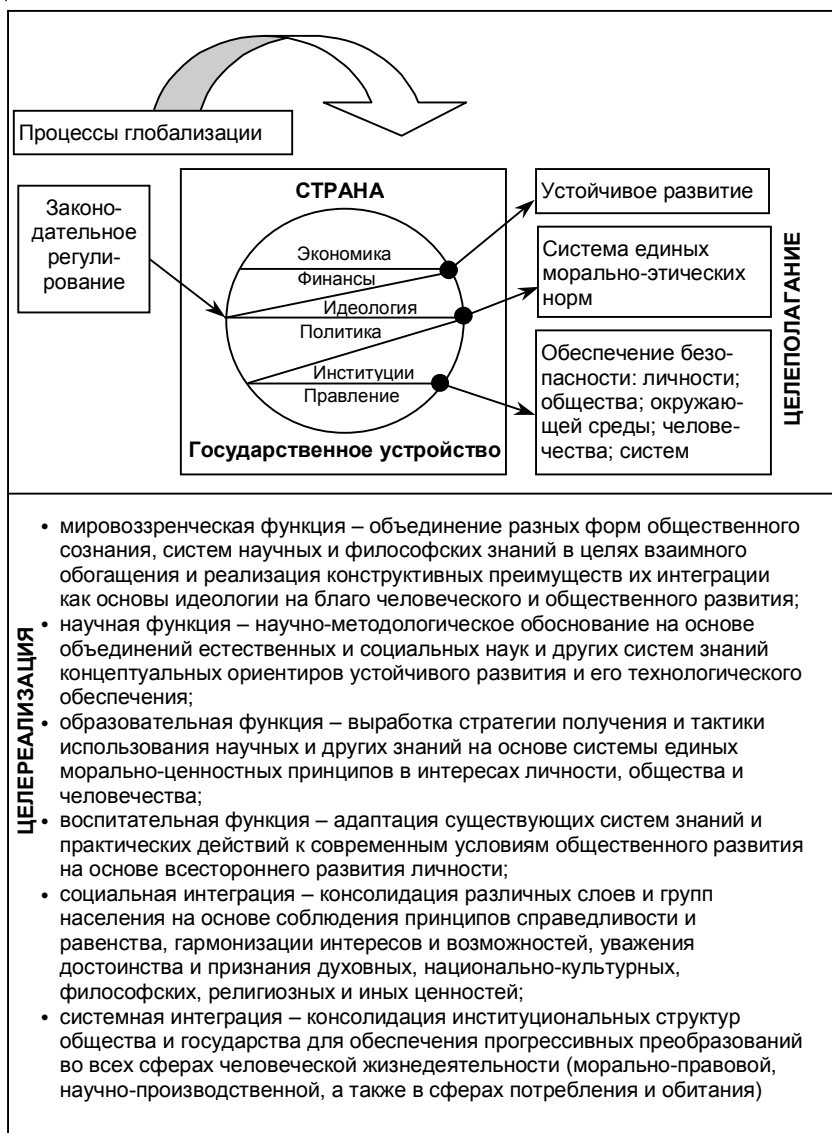 Процессы глобализации
Законо-
дательное
регули-
рование
СТРАНА
Экономика
Финансы
Идеология
Политика
Институции
Правление
Государственное устройство
Устойчивое развитие
Система единых
морально-этических
норм
Обеспечение безо-
пасности: личности;
общества; окружаю-
щей среды; челове-
чества; систем
ЦЕЛЕПОЛАГАНИЕ
ЦЕЛЕРЕАЛИЗАЦИЯ
• мировоззренческая функция – объединение разных форм общественного
сознания, систем научных и философских знаний в целях взаимного
обогащения и реализация конструктивных преимуществ их интеграции
как основы идеологии на благо человеческого и общественного развития;
• научная функция – научно-методологическое обоснование на основе
объединений естественных и социальных наук и других систем знаний
концептуальных ориентиров устойчивого развития и его технологического
обеспечения;
• образовательная функция – выработка стратегии получения и тактики
использования научных и других знаний на основе системы единых
морально-ценностных принципов в интересах личности, общества и
человечества;
• воспитательная функция – адаптация существующих систем знаний и
практических действий к современным условиям общественного развития
на основе всестороннего развития личности;
• социальная интеграция – консолидация различных слоев и групп
населения на основе соблюдения принципов справедливости и
равенства, гармонизации интересов и возможностей, уважения
достоинства и признания духовных, национально-культурных,
философских, религиозных и иных ценностей;
• системная интеграция – консолидация институциональных структур
общества и государства для обеспечения прогрессивных преобразований
во всех сферах человеческой жизнедеятельности (морально-правовой,
научно-производственной, а также в сферах потребления и обитания)